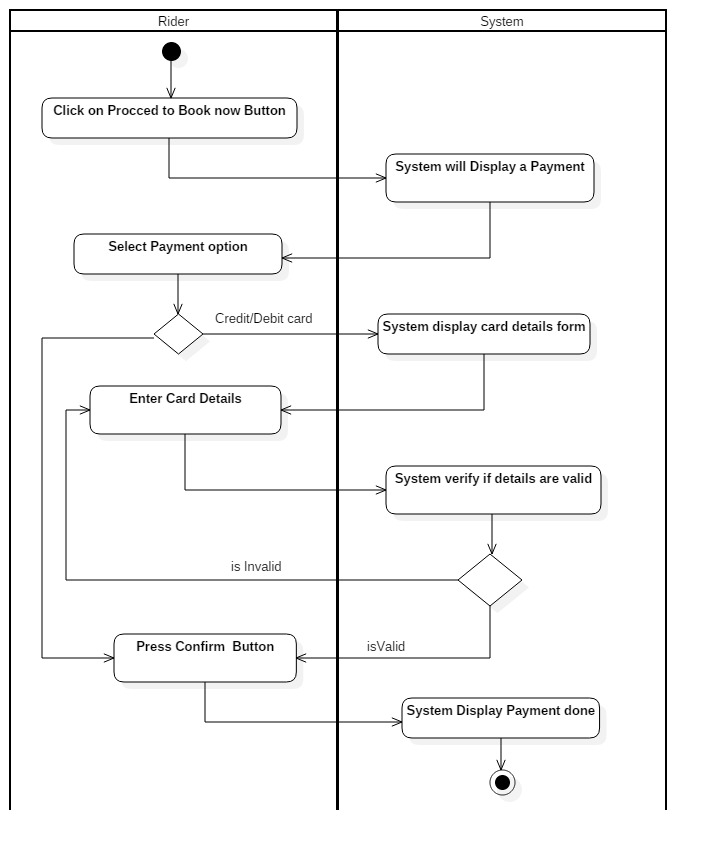 Rider
System
Click on Procced to Book now Button
System will Display a Payment
Select Payment option
Credit/Debit card
System display card details form
Enter Card Details
System verify if details are valid
is Invalid
Press Confirm  Button
isValid
System Display Payment done